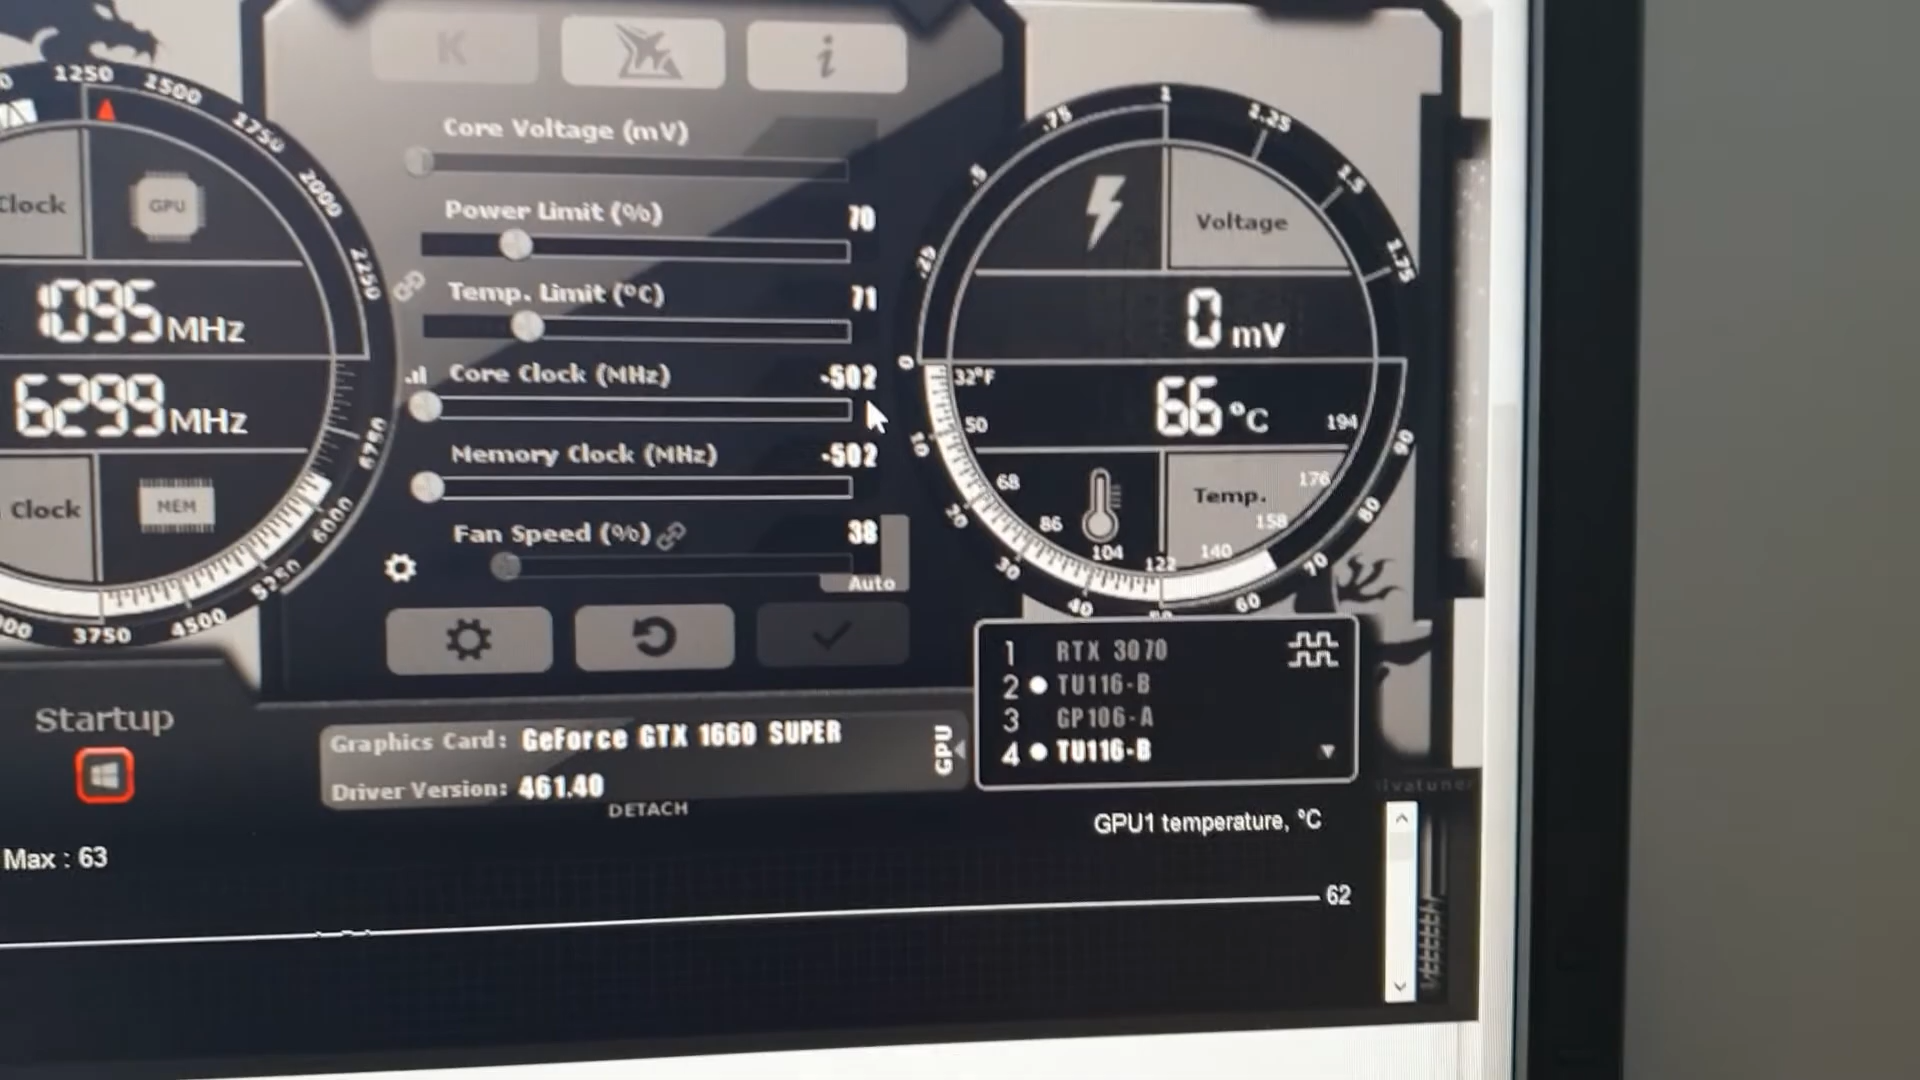 K
i
1250
1500
1750
2000
2250
Clock
GPU
1095 MHz
6299 MHz
Clock
MEM
6750
6000
5250
4500
3750
Core Voltage (mV)
Power Limit (%) 70
Temp. Limit (°C) 71
Core Clock (MHz) -502
Memory Clock (MHz) -502
Fan Speed (%) 38
Auto
0
.25
.5
.75
1
1.5
1.75
Voltage
0 mV
66 °C
Temp.
32°F
50
68
86
104
122
140
158
176
194
10
20
30
40
60
70
80
90
1 RTX 3070
2 TU116-B
3 GP106-A
4 TU116-B
Startup
Graphics Card: GeForce GTX 1660 SUPER
Driver Version: 461.40
GPU
DETACH
GPU1 temperature, °C
Max : 63
62